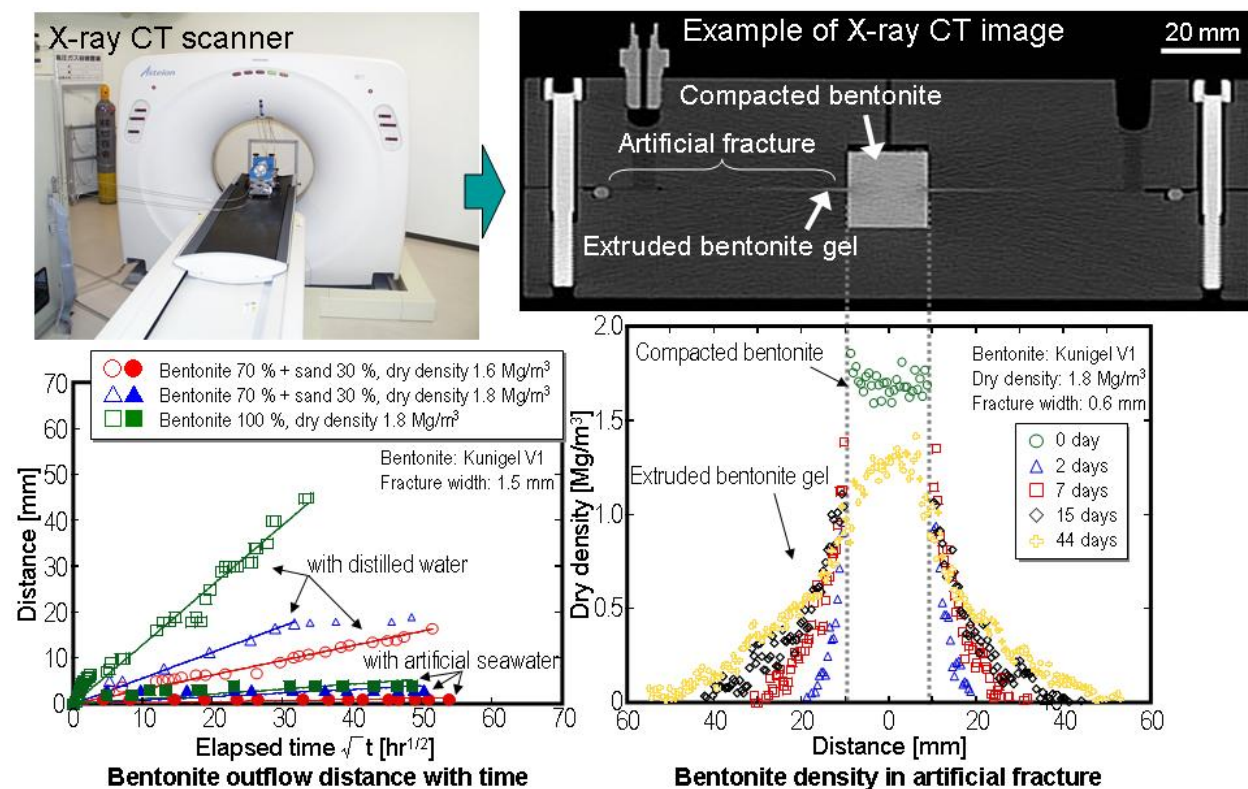 X-ray CT scanner
Asteion
Example of X-ray CT image
20 mm
Compacted bentonite
Artificial fracture
Extruded bentonite gel
Bentonite 70 % + sand 30 %, dry density 1.6 Mg/m³
Bentonite 70 % + sand 30 %, dry density 1.8 Mg/m³
Bentonite 100 %, dry density 1.8 Mg/m³
Bentonite: Kunigel V1
Fracture width: 1.5 mm
with distilled water
with artificial seawater
Distance [mm]
70
60
50
40
30
20
10
0
0 10 20 30 40 50 60 70
Elapsed time √t [hr^1/2]
Bentonite outflow distance with time
Compacted bentonite
Bentonite: Kunigel V1
Dry density: 1.8 Mg/m³
Fracture width: 0.6 mm
0 day
2 days
7 days
15 days
44 days
Extruded bentonite gel
Dry density [Mg/m³]
2.0
1.5
1.0
0.5
0
60 40 20 0 20 40 60
Distance [mm]
Bentonite density in artificial fracture